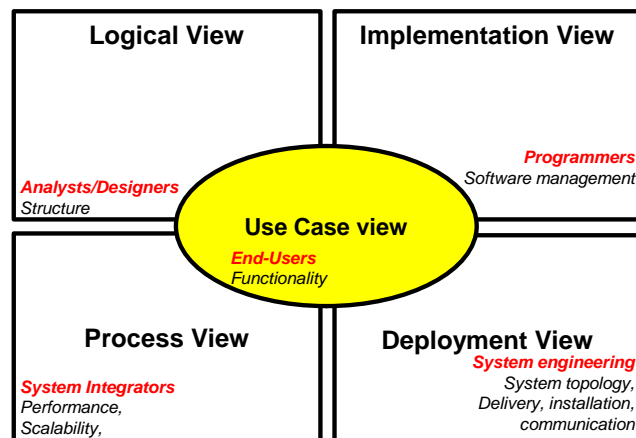 Logical View
Analysts/Designers
Structure
Implementation View
Programmers
Software management
Use Case view
End-Users
Functionality
Process View
System Integrators
Performance,
Scalability,
Deployment View
System engineering
System topology,
Delivery, installation,
communication